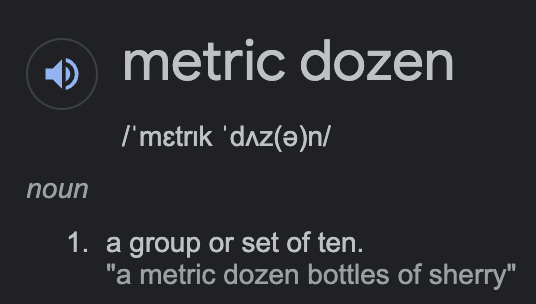 metric dozen
/ˈmɛtrɪk ˈdʌz(ə)n/
noun
1. a group or set of ten.
"a metric dozen bottles of sherry"